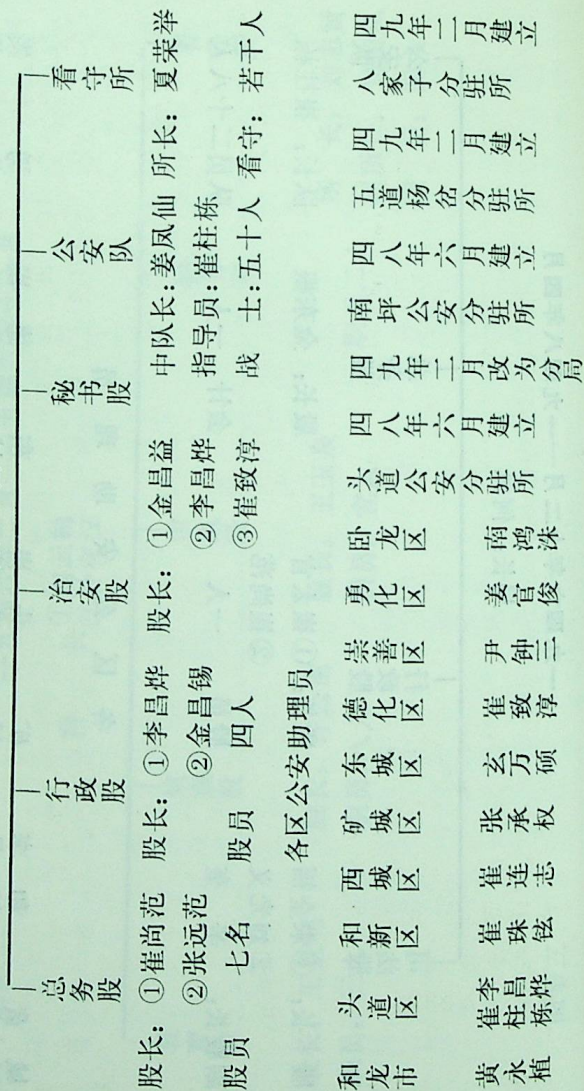 总务股 行政股 治安股 秘书股 公安队 看守所
股长：①崔尚范 股长：①李昌烨 股长：①金昌益 中队长：姜凤仙 所长：夏荣举
②张远范 ②金昌锡 ②李昌烨 指导员：崔柱栋
股员 七名 股员 四人 ③崔致淳 战 士：五十人 看守：若干人
各区公安助理员
和龙市 头道区 和新区 西城区 矿城区 东城区 德化区 崇善区 勇化区 卧龙区 头道公安分驻所 四八年六月建立 四九年二月改为分局 南坪公安分驻所 四八年六月建立 五道杨岔分驻所 四九年二月建立 八家子分驻所 四九年二月建立
黄永植 崔柱栋 李昌烨 崔珠铉 崔连志 张承权 玄万硕 崔致淳 尹钟三 姜官俊 南鸿洙